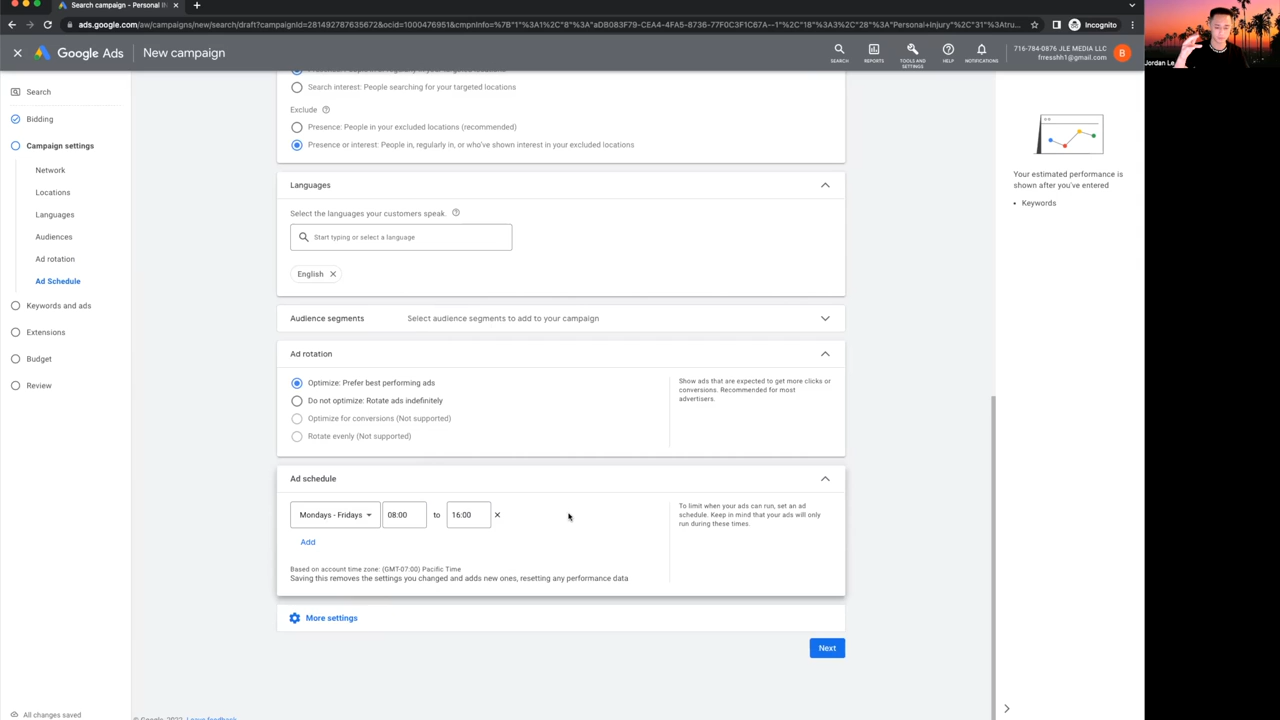 Search campaign - Personal IN
ads.google.com/aw/campaigns/new/search/draft?campaignId=281492787635672&ocid=1000476951&cmpnInfo=%7B"1"%3A1%2C"8"%3A"aDB083F79-CEA4-4FA5-8736-77F0C3F1C67A--1"%2C"18"%3A3%2C"28"%3A"Personal+Injury"%2C"31"%3Atru...
Incognito
Google Ads
New campaign
SEARCH
REPORTS
TOOLS AND SETTINGS
HELP
NOTIFICATIONS
716-784-0876 JLE MEDIA LLC
frresshh1@gmail.com
B
Jordan Le
Search
Bidding
Campaign settings
Network
Locations
Languages
Audiences
Ad rotation
Ad Schedule
Keywords and ads
Extensions
Budget
Review
All changes saved
Search interest: People searching for your targeted locations
Exclude
Presence: People in your excluded locations (recommended)
Presence or interest: People in, regularly in, or who've shown interest in your excluded locations
Languages
Select the languages your customers speak.
Start typing or select a language
English
Audience segments Select audience segments to add to your campaign
Ad rotation
Optimize: Prefer best performing ads
Do not optimize: Rotate ads indefinitely
Optimize for conversions (Not supported)
Rotate evenly (Not supported)
Show ads that are expected to get more clicks or
conversions. Recommended for most
advertisers.
Ad schedule
Mondays - Fridays 08:00 to 16:00
Add
Based on account time zone: (GMT-07:00) Pacific Time
Saving this removes the settings you changed and adds new ones, resetting any performance data
To limit when your ads can run, set an ad
schedule. Keep in mind that your ads will only
run during these times.
More settings
Next
© Google, 2022. Leave feedback
Your estimated performance is
shown after you've entered
• Keywords